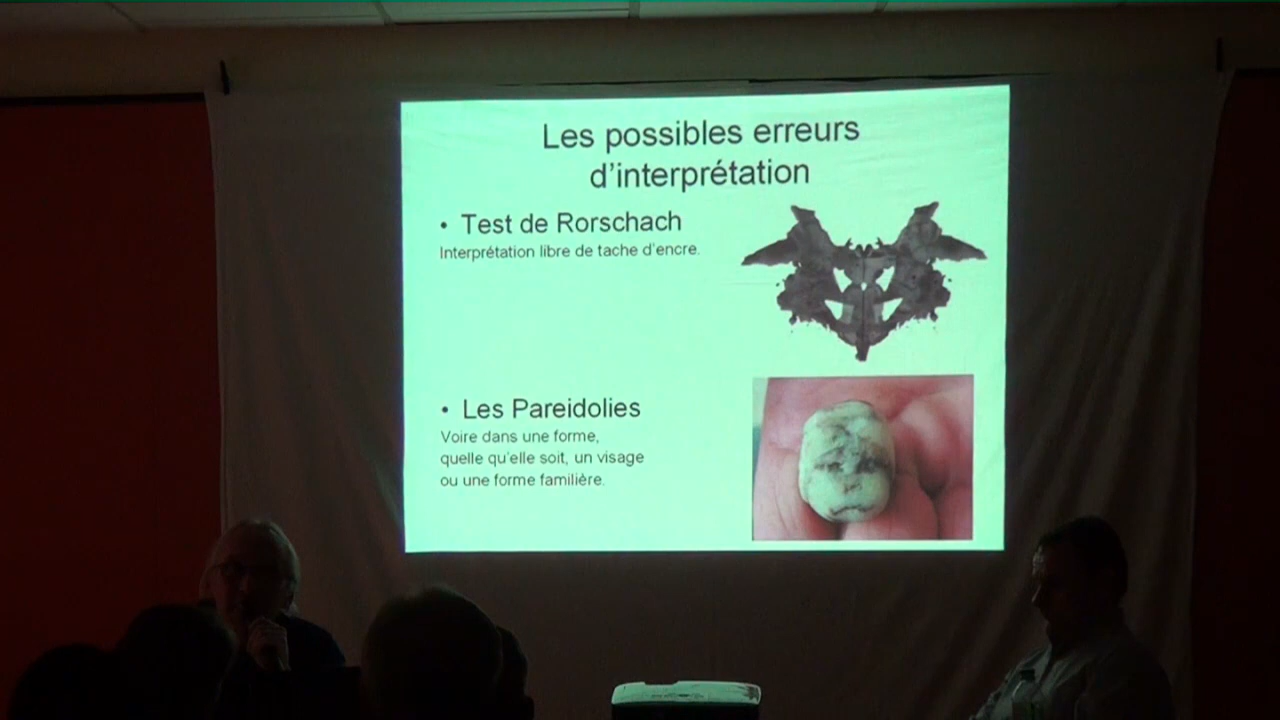 Les possibles erreurs
d'interprétation
• Test de Rorschach
Interprétation libre de tache d'encre.
• Les Pareidolies
Voire dans une forme,
quelle qu'elle soit, un visage
ou une forme familière.